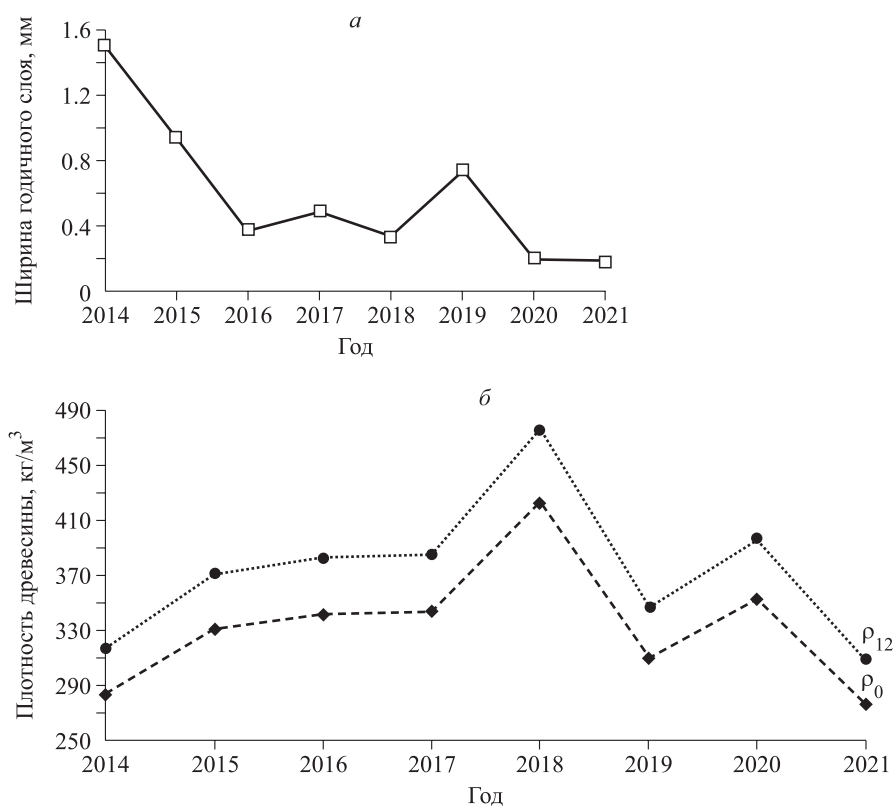 а
Ширина годичного слоя, мм
1.6
1.2
0.8
0.4
0
2014 2015 2016 2017 2018 2019 2020 2021
Год
б
Плотность древесины, кг/м³
490
450
410
370
330
290
250
ρ₁₂
ρ₀
2014 2015 2016 2017 2018 2019 2020 2021
Год